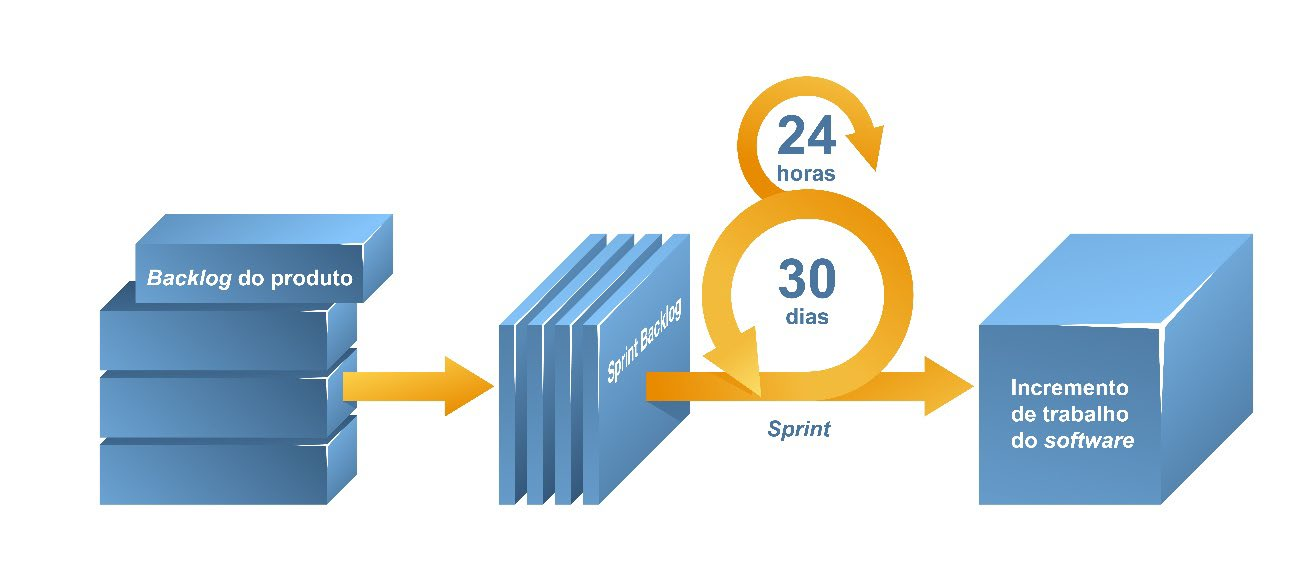 Backlog do produto
Sprint Backlog
24
horas
30
dias
Sprint
Incremento
de trabalho
do software